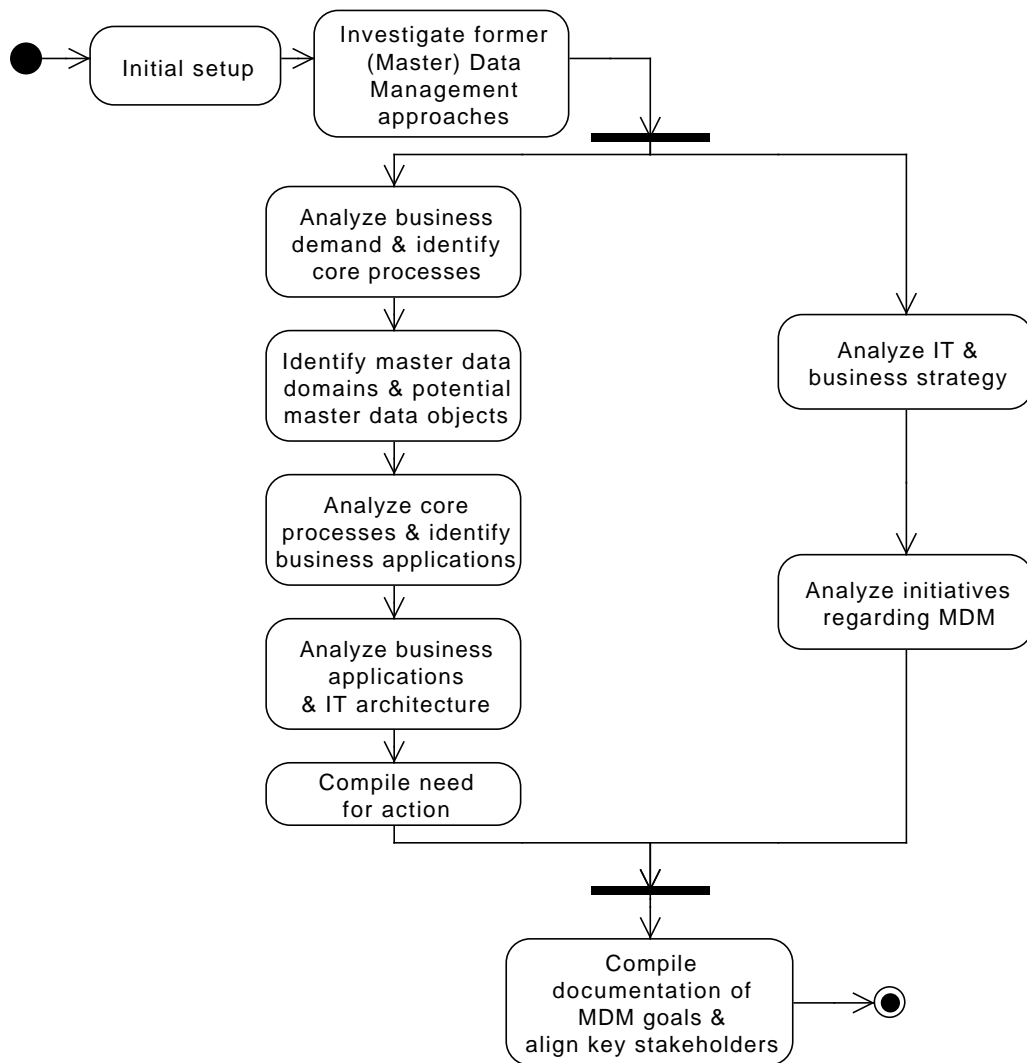 Initial setup
Investigate former
(Master) Data
Management
approaches
Analyze business
demand & identify
core processes
Identify master data
domains & potential
master data objects
Analyze core
processes & identify
business applications
Analyze business
applications
& IT architecture
Compile need
for action
Analyze IT &
business strategy
Analyze initiatives
regarding MDM
Compile
documentation of
MDM goals &
align key stakeholders